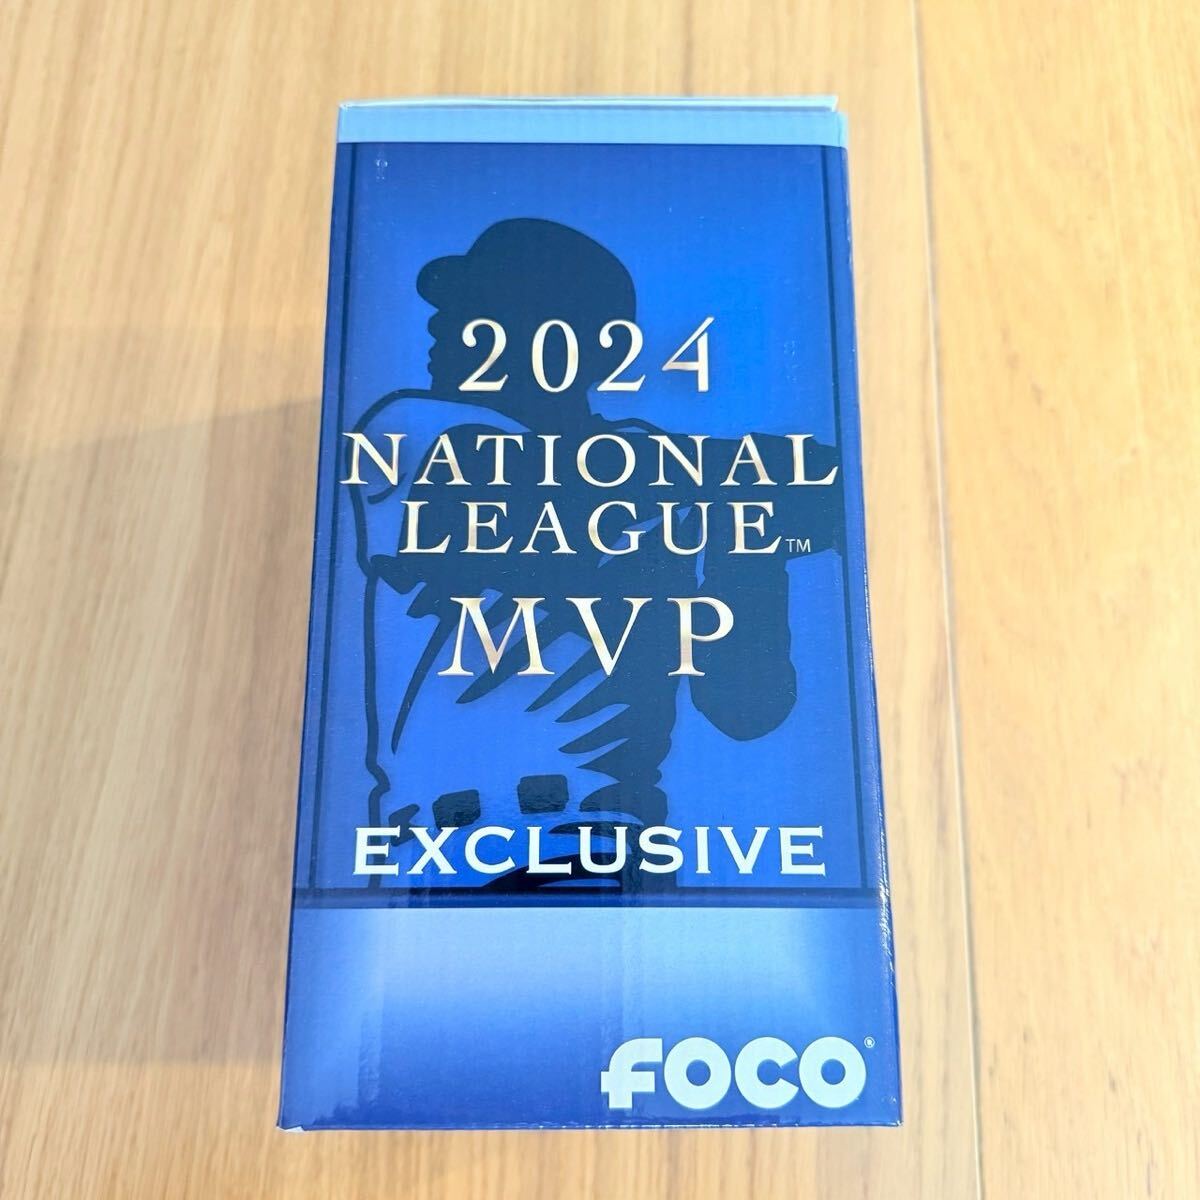 2024
NATIONAL
LEAGUE™
MVP
EXCLUSIVE
FOCO®